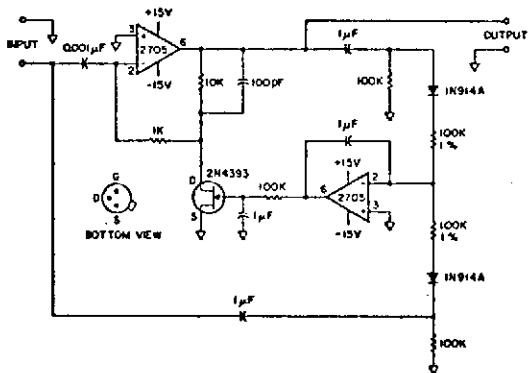 +15V
INPUT
0.001µF
3
2705
6
2
-15V
10K
100pF
1µF
OUTPUT
100K
1N914A
1K
100K
1%
1µF
2N4393
D
S
100K
+15V
6
2705
2
3
-15V
1µF
G
D
S
BOTTOM VIEW
100K
1%
1N914A
1µF
100K